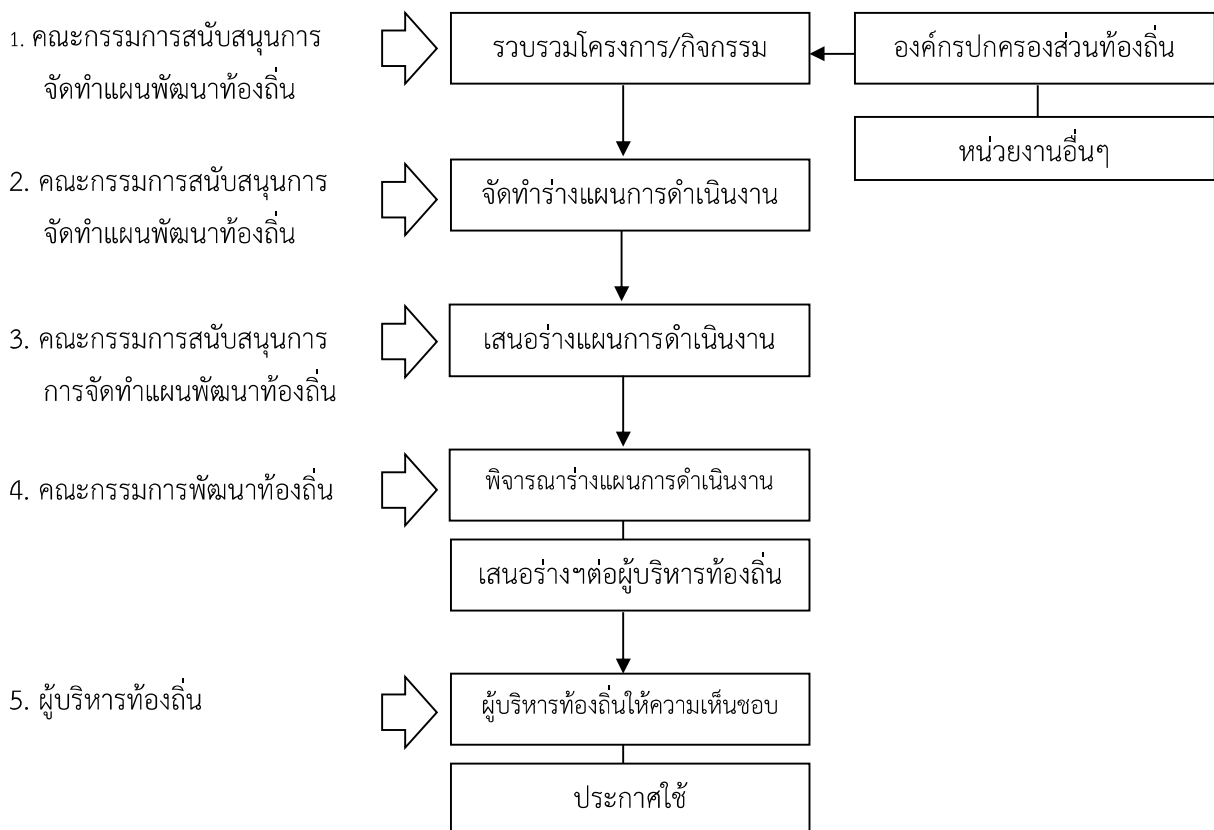 1. คณะกรรมการสนับสนุนการ
จัดทำแผนพัฒนาท้องถิ่น
รวบรวมโครงการ/กิจกรรม
องค์กรปกครองส่วนท้องถิ่น
หน่วยงานอื่นๆ
2. คณะกรรมการสนับสนุนการ
จัดทำแผนพัฒนาท้องถิ่น
จัดทำร่างแผนการดำเนินงาน
3. คณะกรรมการสนับสนุนการ
การจัดทำแผนพัฒนาท้องถิ่น
เสนอร่างแผนการดำเนินงาน
4. คณะกรรมการพัฒนาท้องถิ่น
พิจารณาร่างแผนการดำเนินงาน
เสนอร่างฯต่อผู้บริหารท้องถิ่น
5. ผู้บริหารท้องถิ่น
ผู้บริหารท้องถิ่นให้ความเห็นชอบ
ประกาศใช้